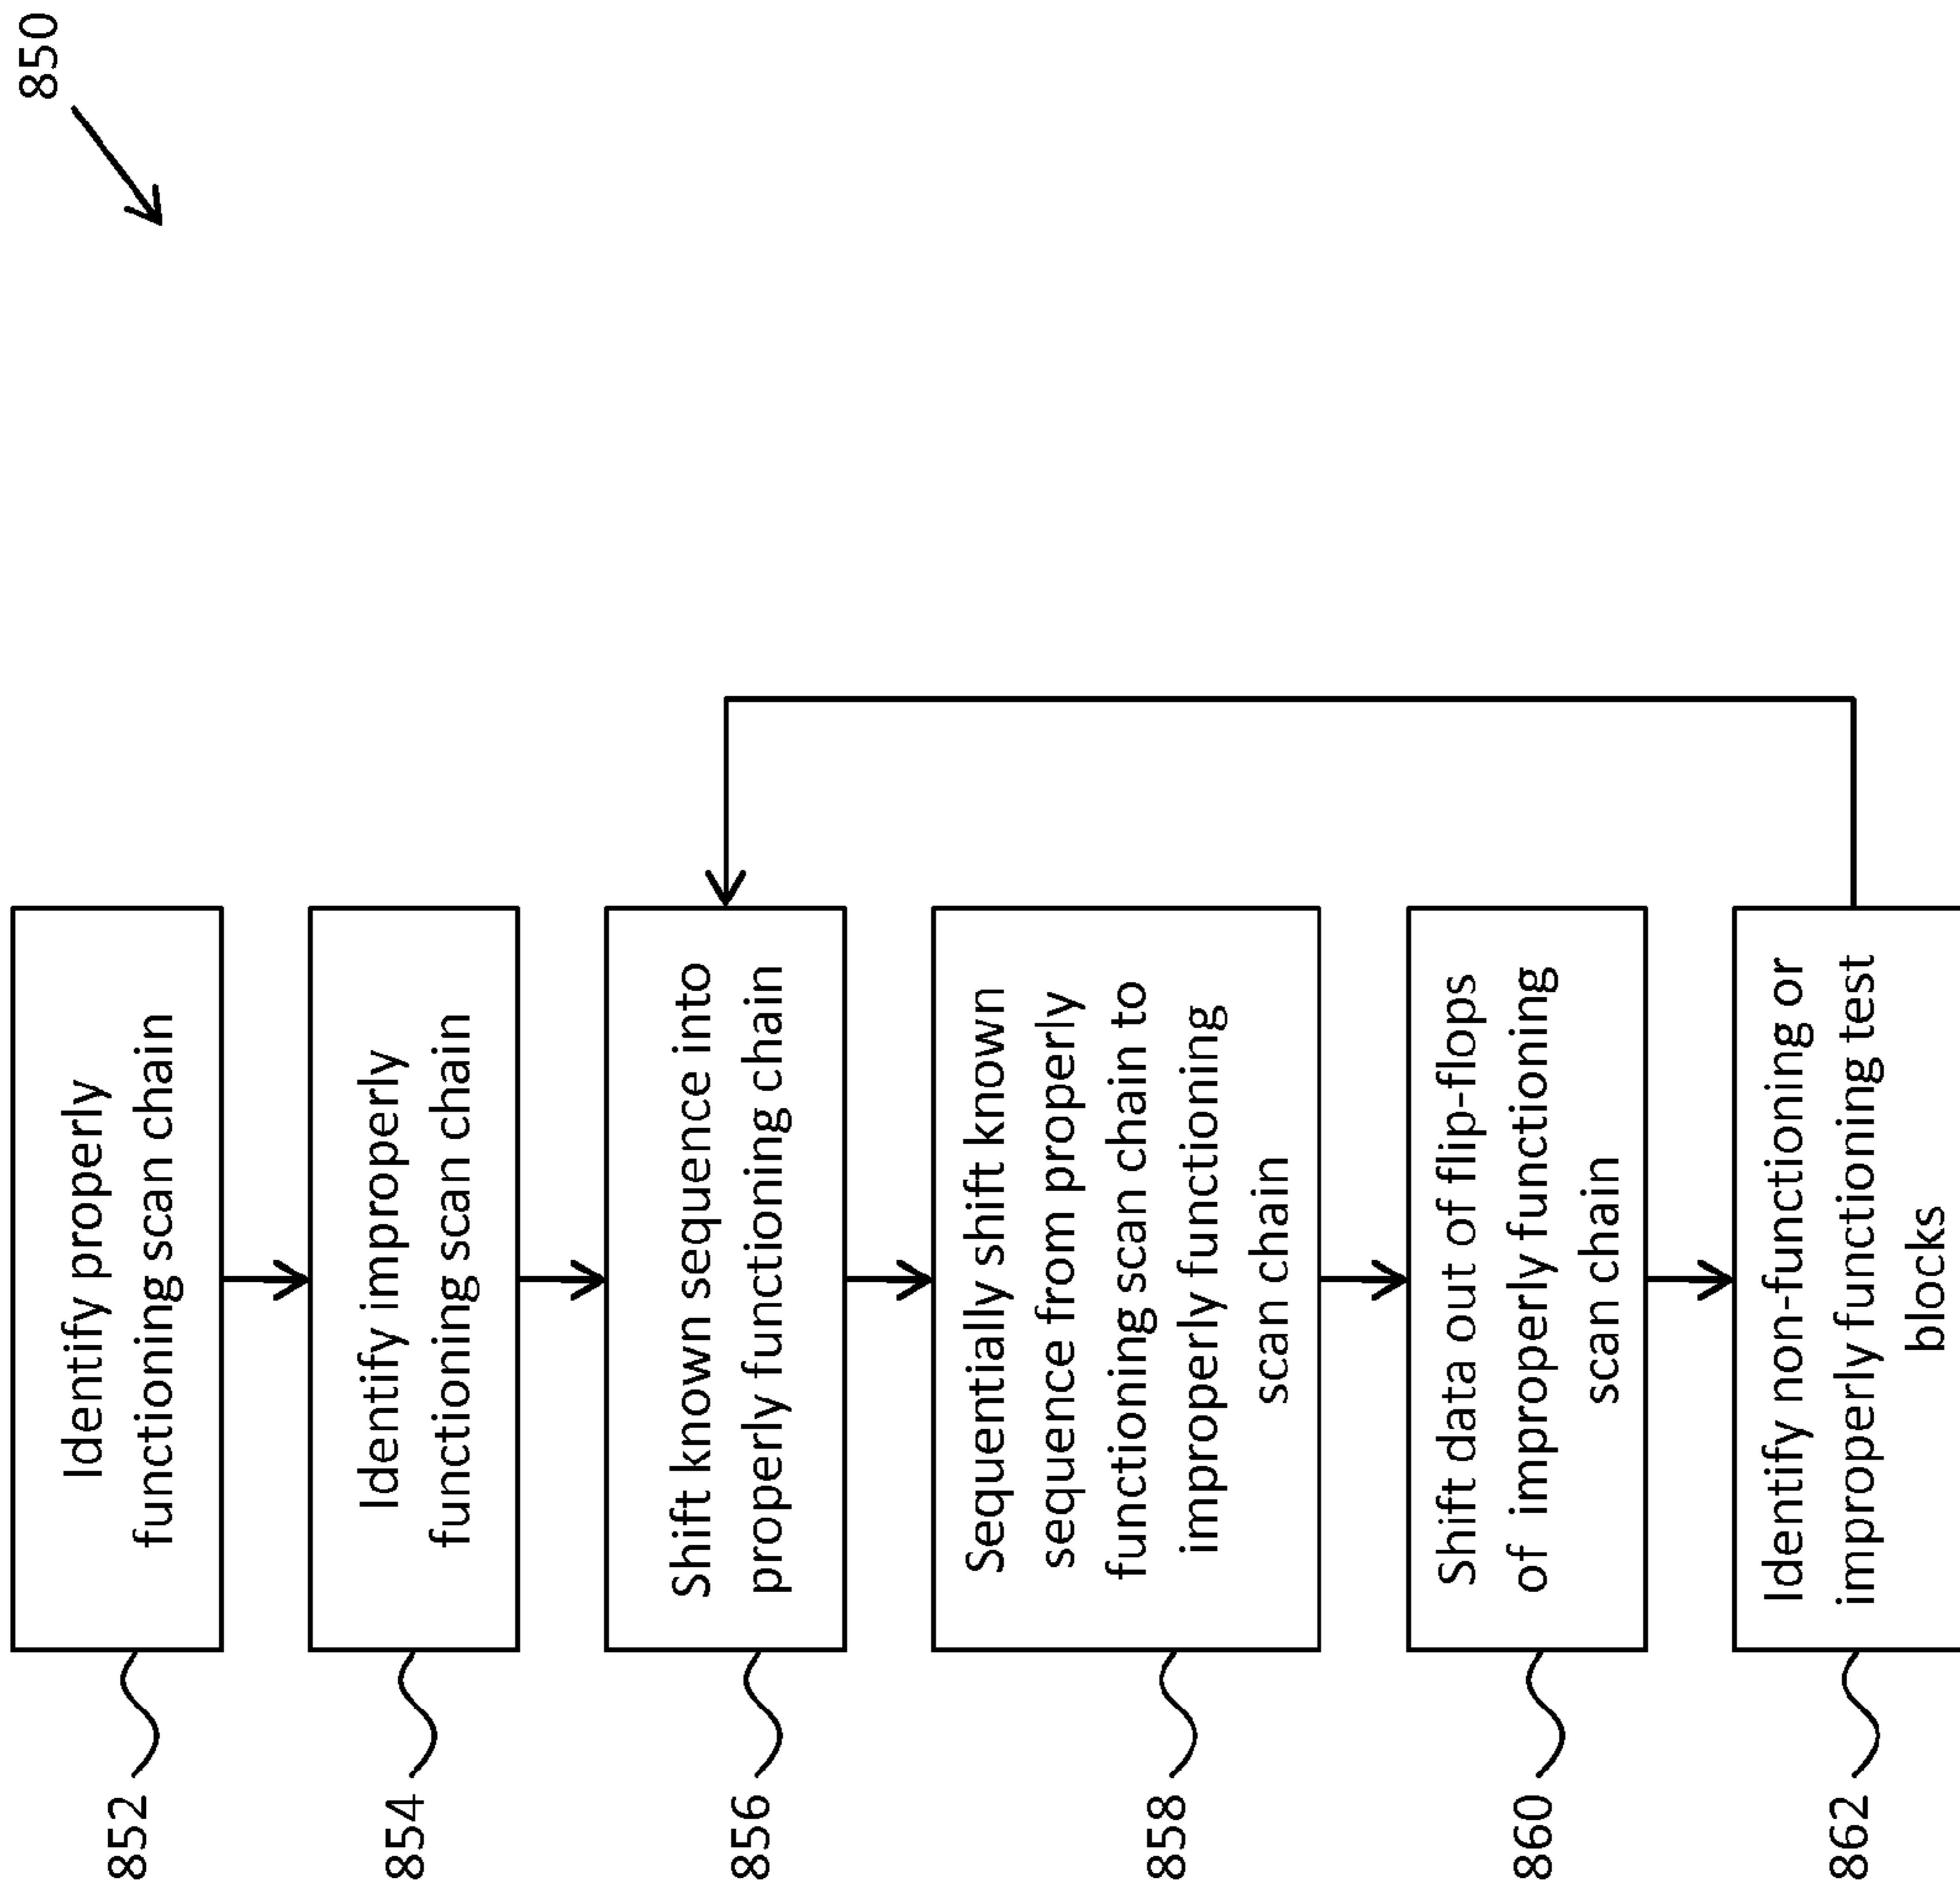 850
852
Identify properly
functioning scan chain
854
Identify improperly
functioning scan chain
856
Shift known sequence into
properly functioning chain
858
Sequentially shift known
sequence from properly
functioning scan chain to
improperly functioning
scan chain
860
Shift data out of flip-flops
of improperly functioning
scan chain
862
Identify non-functioning or
improperly functioning test
blocks